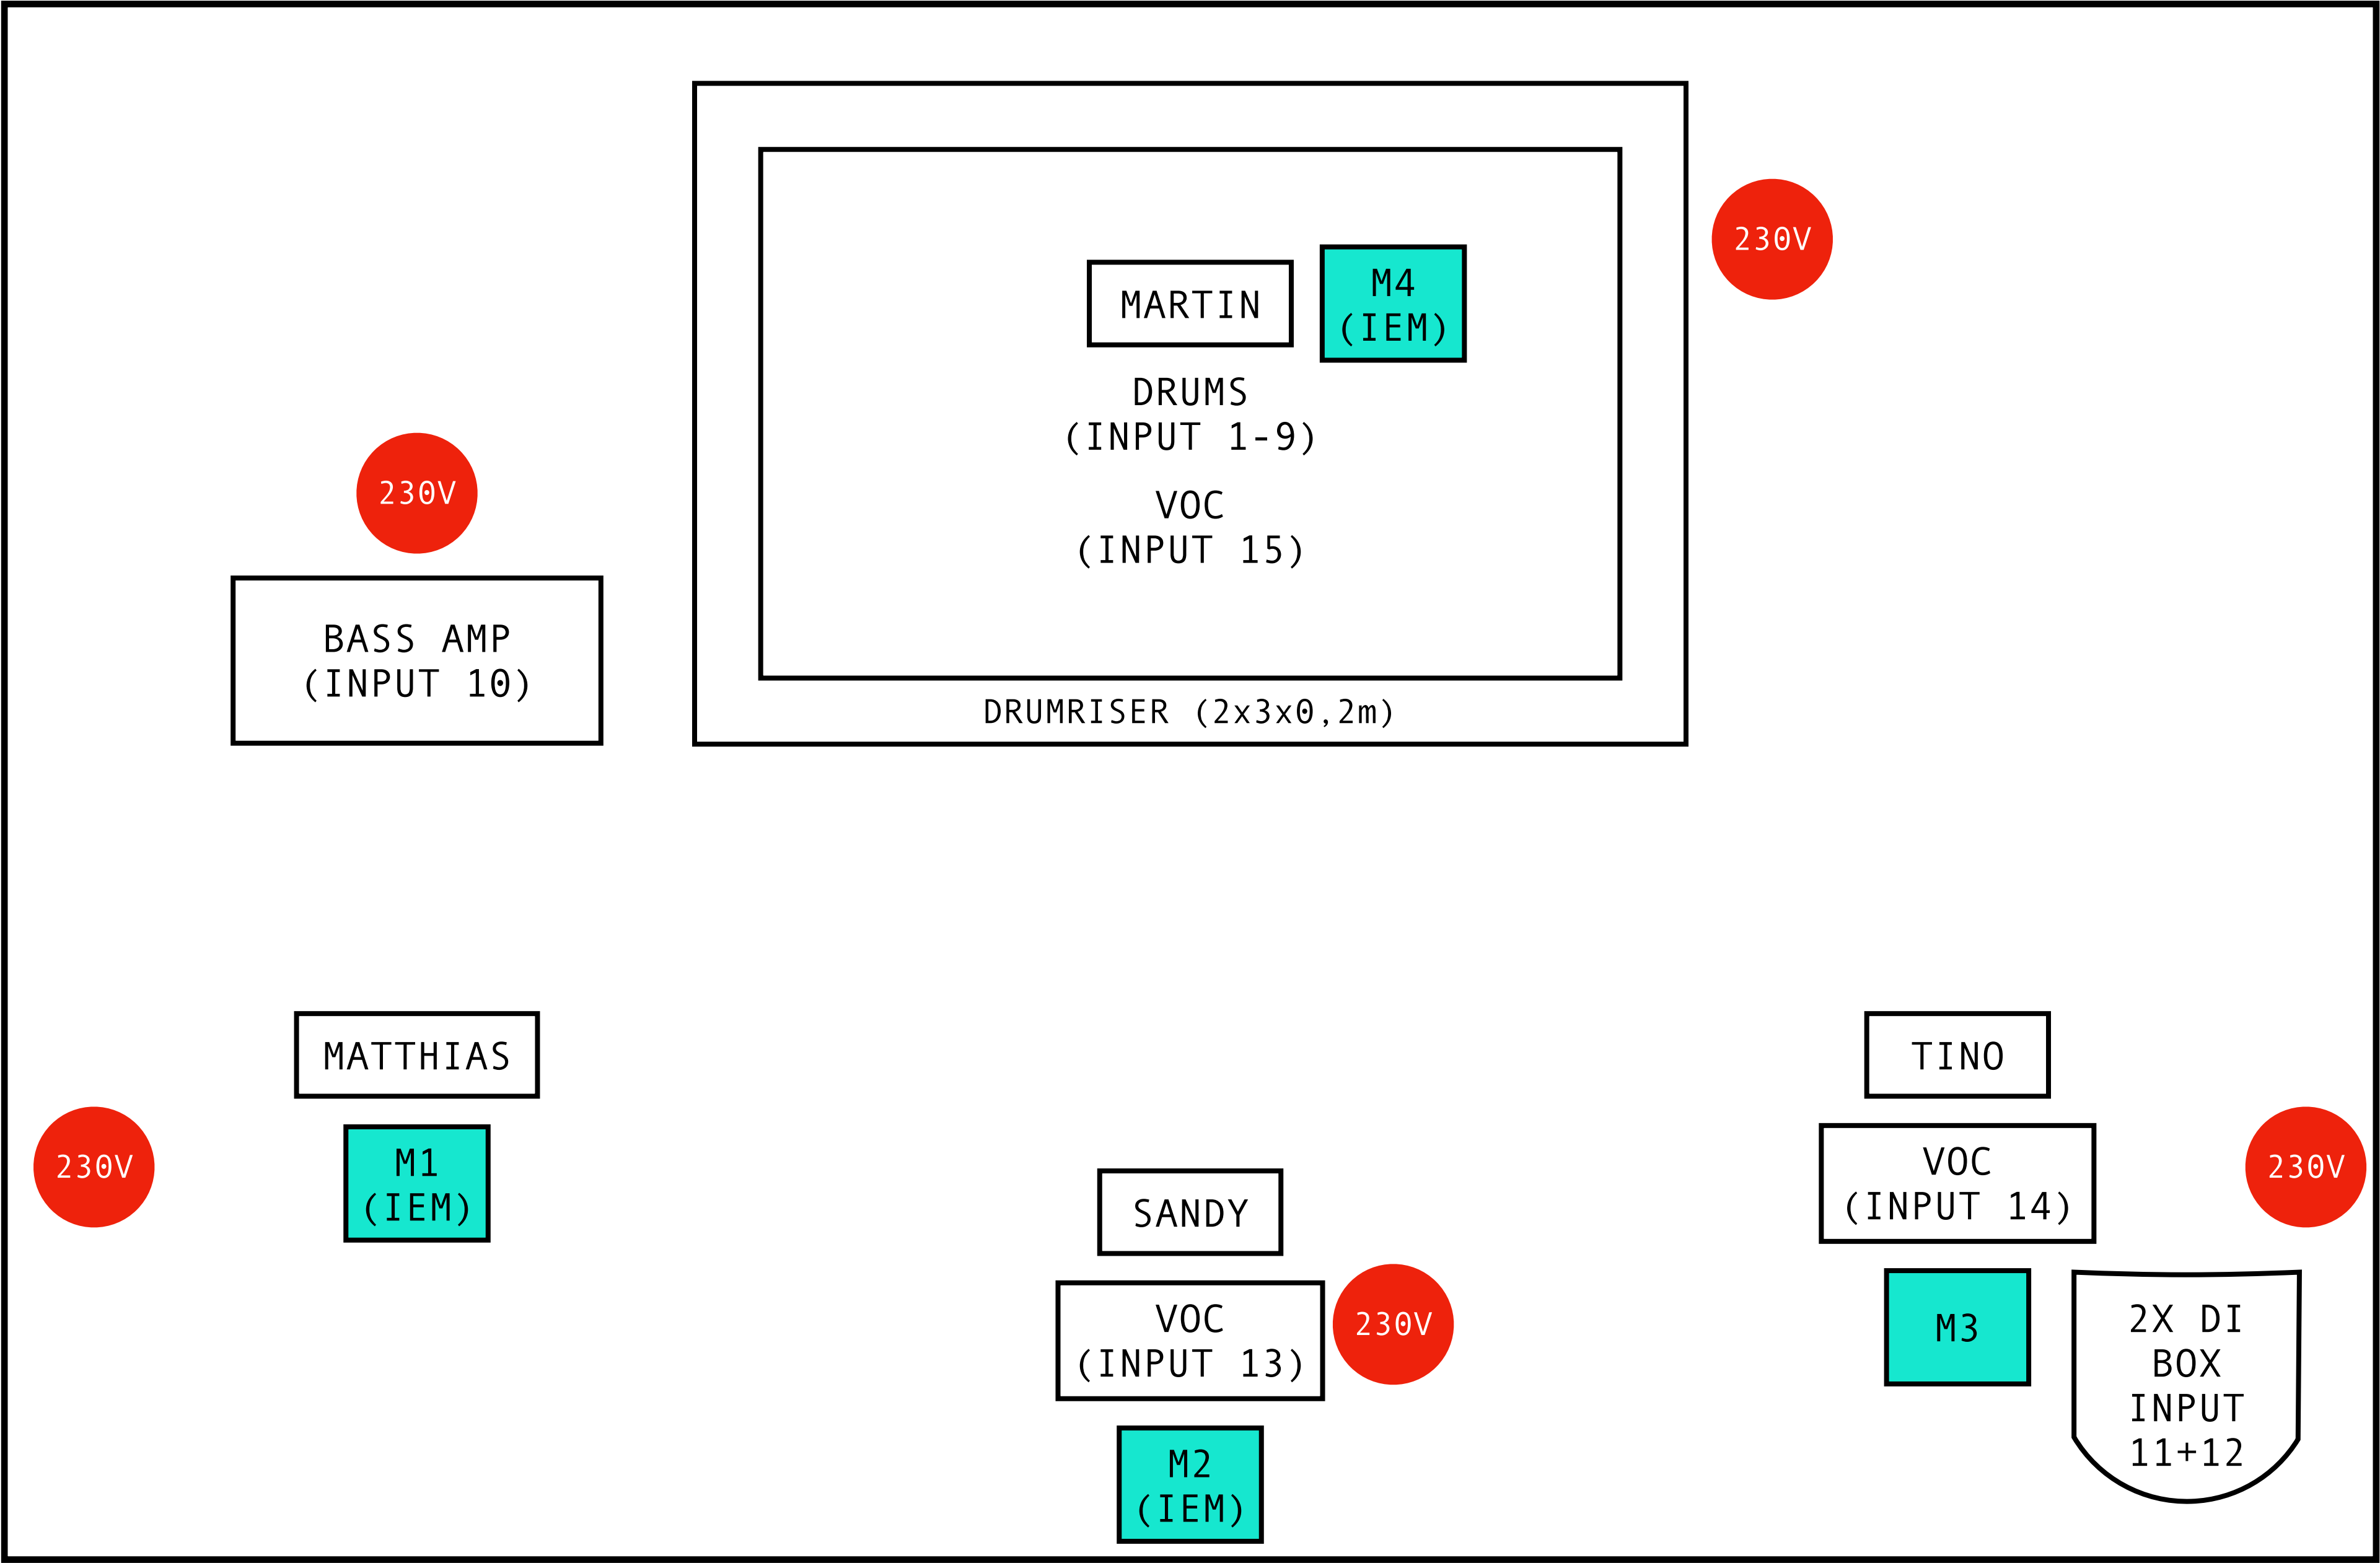 230V
MARTIN
M4
(IEM)
DRUMS
(INPUT 1-9)
VOC
(INPUT 15)
DRUMRISER (2x3x0,2m)
230V
BASS AMP
(INPUT 10)
MATTHIAS
230V
M1
(IEM)
SANDY
VOC
(INPUT 13)
230V
M2
(IEM)
TINO
VOC
(INPUT 14)
230V
M3
2X DI
BOX
INPUT
11+12